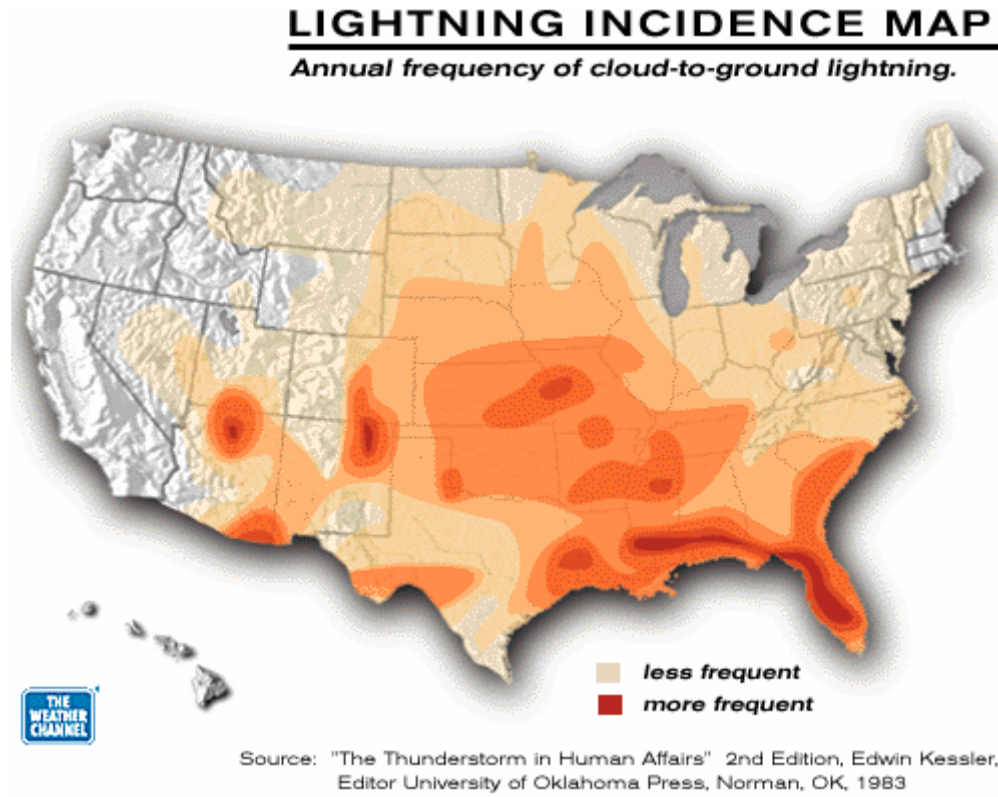 LIGHTNING INCIDENCE MAP
Annual frequency of cloud-to-ground lightning.
less frequent
more frequent
THE
WEATHER
CHANNEL
Source: "The Thunderstorm in Human Affairs" 2nd Edition, Edwin Kessler,
Editor University of Oklahoma Press, Norman, OK, 1983